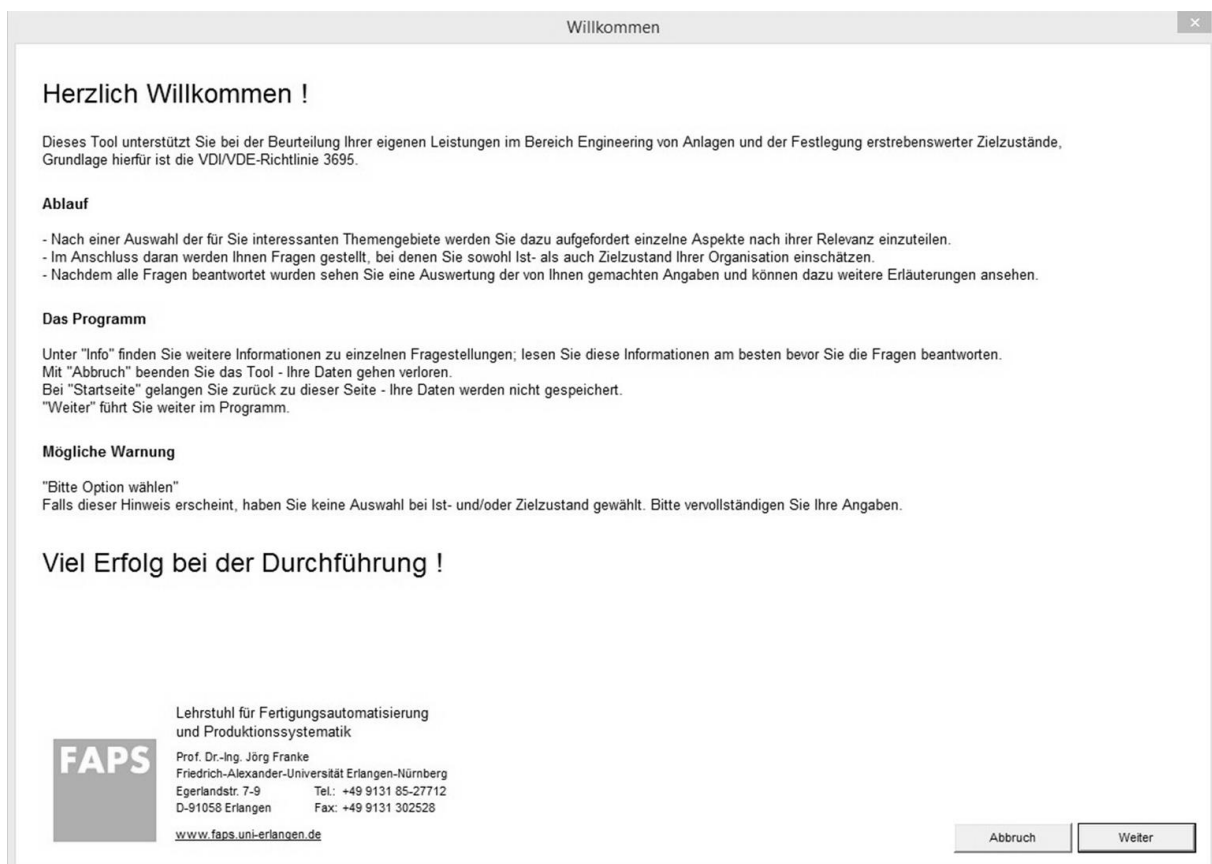 Willkommen
Herzlich Willkommen !
Dieses Tool unterstützt Sie bei der Beurteilung Ihrer eigenen Leistungen im Bereich Engineering von Anlagen und der Festlegung erstrebenswerter Zielzustände,
Grundlage hierfür ist die VDI/VDE-Richtlinie 3695.
Ablauf
- Nach einer Auswahl der für Sie interessanten Themengebiete werden Sie dazu aufgefordert einzelne Aspekte nach ihrer Relevanz einzuteilen.
- Im Anschluss daran werden Ihnen Fragen gestellt, bei denen Sie sowohl Ist- als auch Zielzustand Ihrer Organisation einschätzen.
- Nachdem alle Fragen beantwortet wurden sehen Sie eine Auswertung der von Ihnen gemachten Angaben und können dazu weitere Erläuterungen ansehen.
Das Programm
Unter "Info" finden Sie weitere Informationen zu einzelnen Fragestellungen; lesen Sie diese Informationen am besten bevor Sie die Fragen beantworten.
Mit "Abbruch" beenden Sie das Tool - Ihre Daten gehen verloren.
Bei "Startseite" gelangen Sie zurück zu dieser Seite - Ihre Daten werden nicht gespeichert.
"Weiter" führt Sie weiter im Programm.
Mögliche Warnung
"Bitte Option wählen"
Falls dieser Hinweis erscheint, haben Sie keine Auswahl bei Ist- und/oder Zielzustand gewählt. Bitte vervollständigen Sie Ihre Angaben.
Viel Erfolg bei der Durchführung !
FAPS
Lehrstuhl für Fertigungsautomatisierung
und Produktionssystematik
Prof. Dr.-Ing. Jörg Franke
Friedrich-Alexander-Universität Erlangen-Nürnberg
Egerlandstr. 7-9 Tel.: +49 9131 85-27712
D-91058 Erlangen Fax: +49 9131 302528
www.faps.uni-erlangen.de
Abbruch Weiter